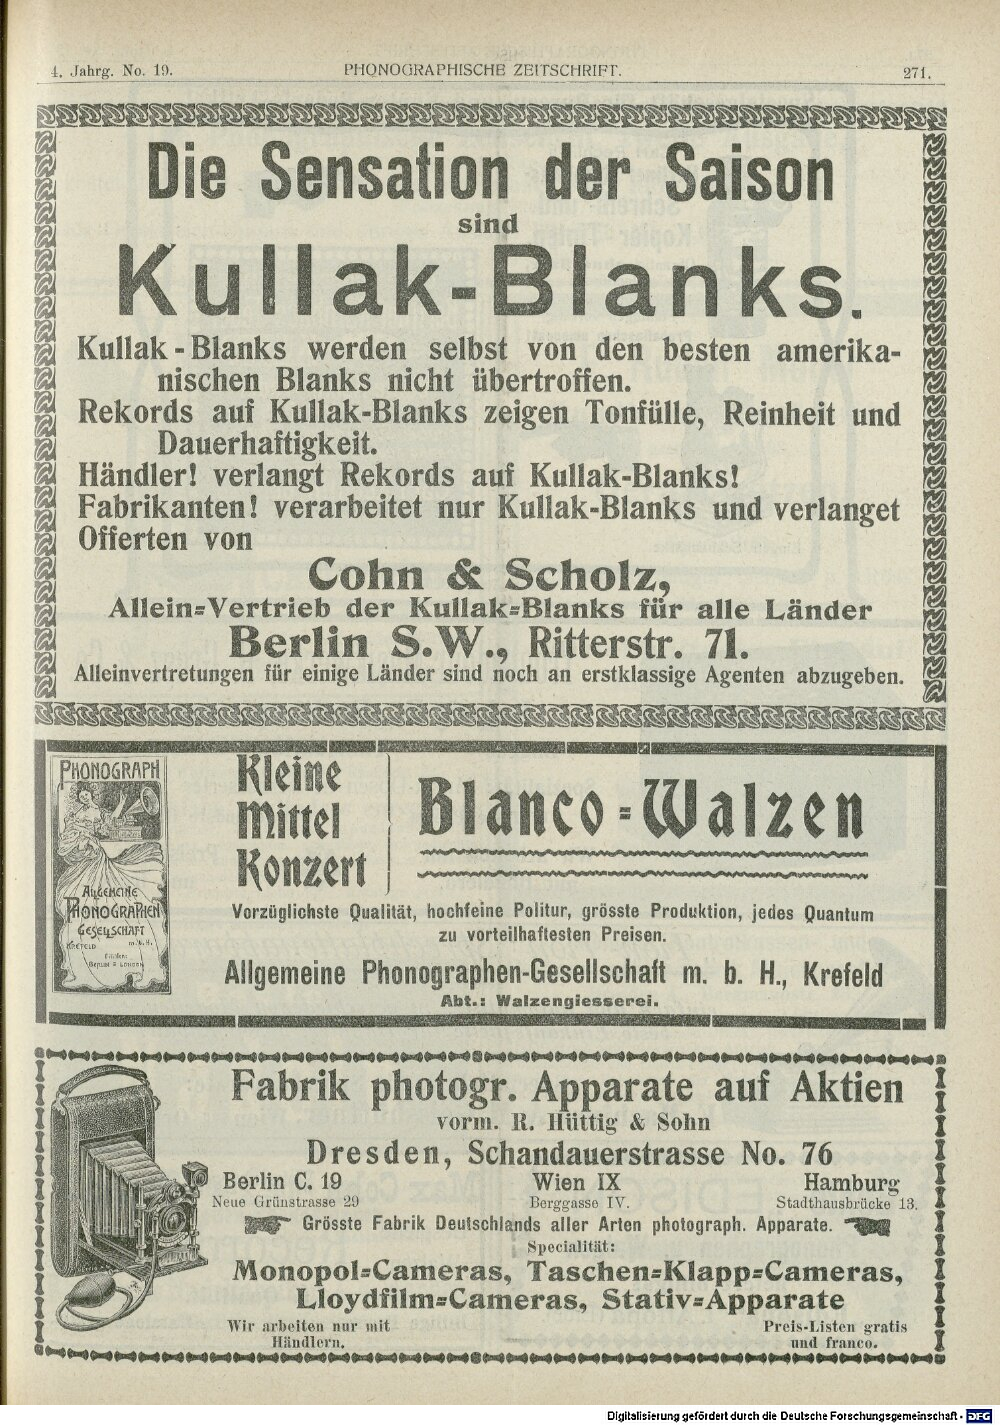 4. Jahrg. No. 19. PHONOGRAPHISCHE ZEITSCHRIFT. 271.
Die Sensation der Saison
sind
Kullak-Blanks.
Kullak-Blanks werden selbst von den besten amerika-
nischen Blanks nicht übertroffen.
Rekords auf Kullak-Blanks zeigen Tonfülle, Reinheit und
Dauerhaftigkeit.
Händler! verlangt Rekords auf Kullak-Blanks!
Fabrikanten! verarbeitet nur Kullak-Blanks und verlanget
Offerten von
Cohn & Scholz,
Allein-Vertrieb der Kullak-Blanks für alle Länder
Berlin S.W., Ritterstr. 71.
Alleinvertretungen für einige Länder sind noch an erstklassige Agenten abzugeben.
PHONOGRAPH
ALLGEMEINE
PHONOGRAPHEN
GESELLSCHAFT
KREFELD m.b.H.
Filialen:
BERLIN & LONDON
Kleine
Mittel
Konzert
Blanco-Walzen
Vorzüglichste Qualität, hochfeine Politur, grösste Produktion, jedes Quantum
zu vorteilhaftesten Preisen.
Allgemeine Phonographen-Gesellschaft m. b. H., Krefeld
Abt.: Walzengiesserei.
Fabrik photogr. Apparate auf Aktien
vorm. R. Hüttig & Sohn
Dresden, Schandauerstrasse No. 76
Berlin C. 19 Wien IX Hamburg
Neue Grünstrasse 29 Berggasse IV. Stadthausbrücke 13.
Grösste Fabrik Deutschlands aller Arten photograph. Apparate.
Specialität:
Monopol-Cameras, Taschen-Klapp-Cameras,
Lloydfilm-Cameras, Stativ-Apparate
Wir arbeiten nur mit
Händlern.
Preis-Listen gratis
und franco.
Digitalisierung gefördert durch die Deutsche Forschungsgemeinschaft - DFG